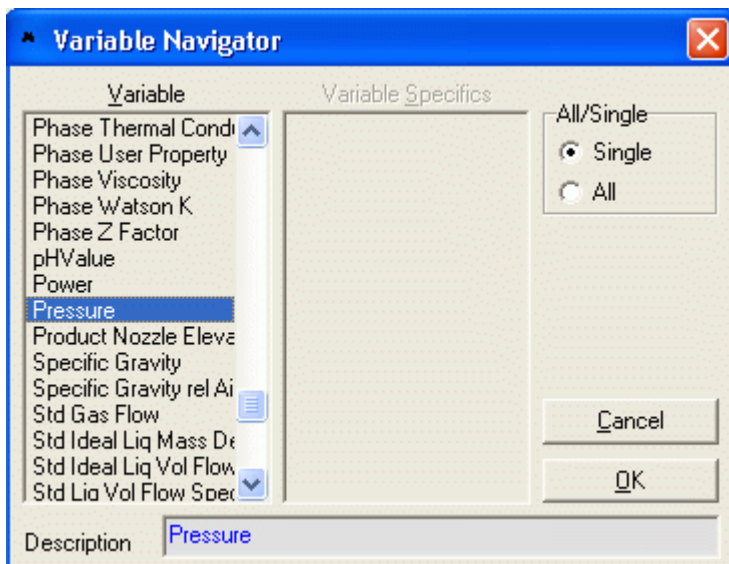 Variable Navigator
Variable
Variable Specifics
All/Single
Single
All
Phase Thermal Condu
Phase User Property
Phase Viscosity
Phase Watson K
Phase Z Factor
pHValue
Power
Pressure
Product Nozzle Eleva
Specific Gravity
Specific Gravity rel Ai
Std Gas Flow
Std Ideal Liq Mass De
Std Ideal Liq Vol Flow
Std Liq Vol Flow Spec
Cancel
OK
Description
Pressure